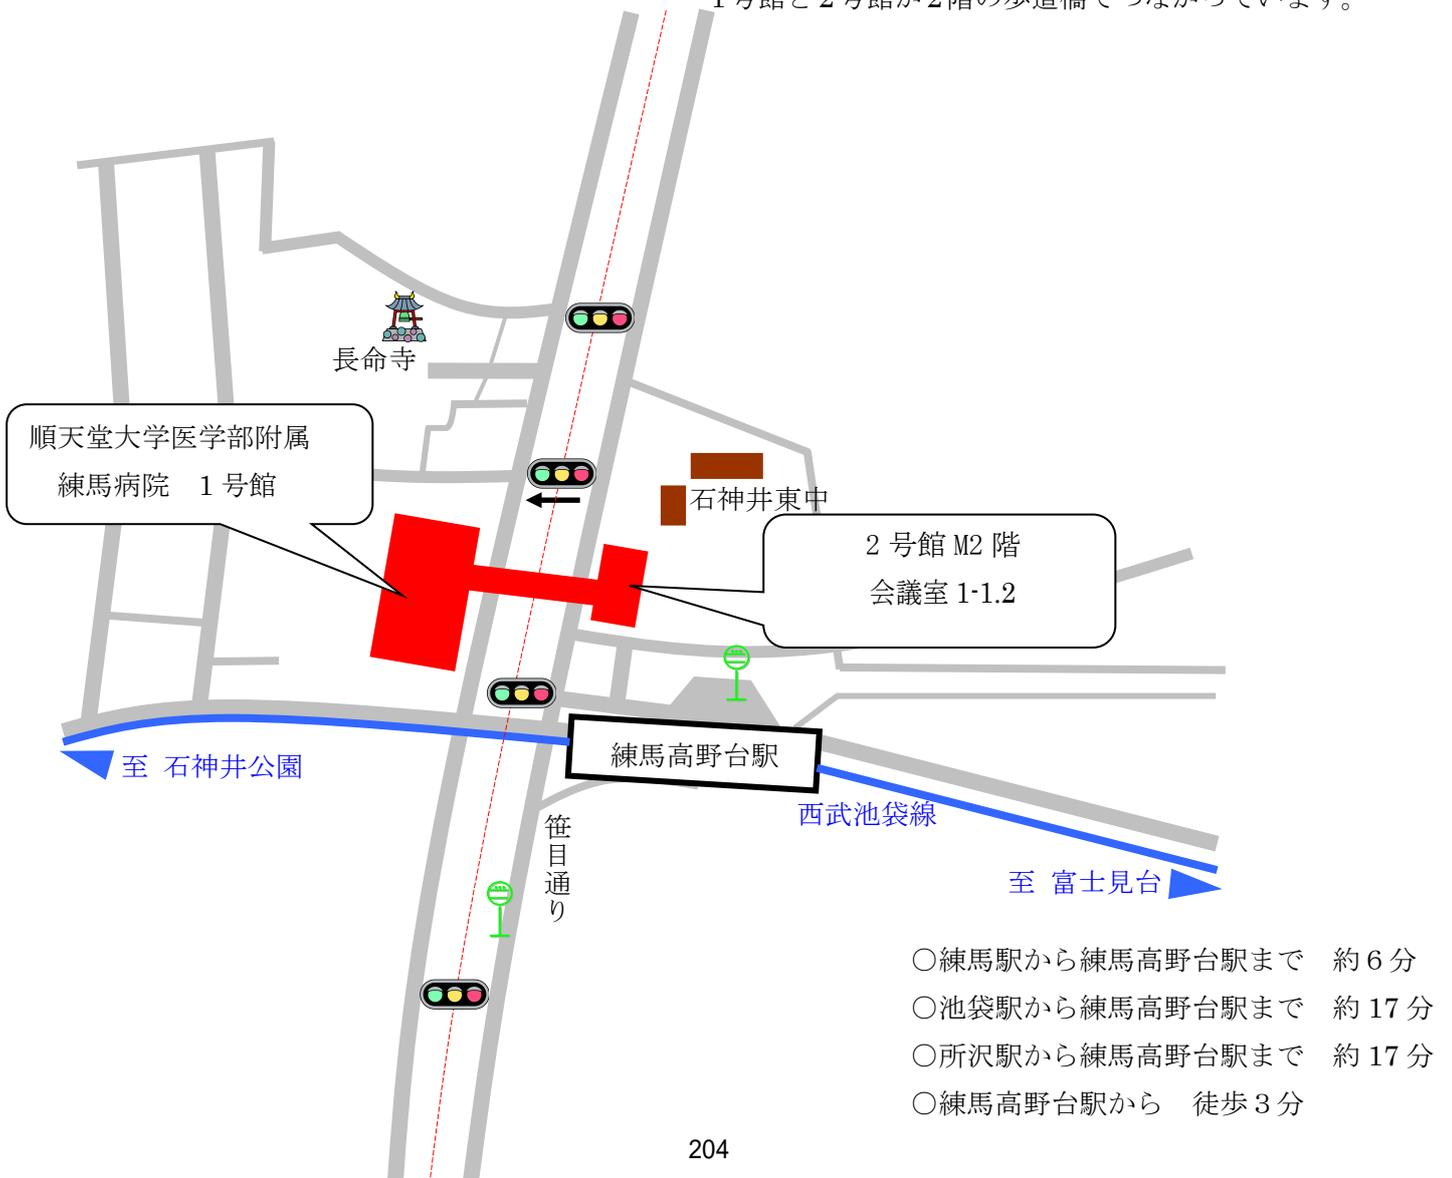 1号館と2号館が2階の歩道橋でつながっています。
長命寺
順天堂大学医学部附属
練馬病院　1号館
石神井東中
2号館 M2階
会議室 1-1.2
練馬高野台駅
至 石神井公園
西武池袋線
笹目通り
至 富士見台
○練馬駅から練馬高野台駅まで　約６分
○池袋駅から練馬高野台駅まで　約 17 分
○所沢駅から練馬高野台駅まで　約 17 分
○練馬高野台駅から　徒歩３分
204